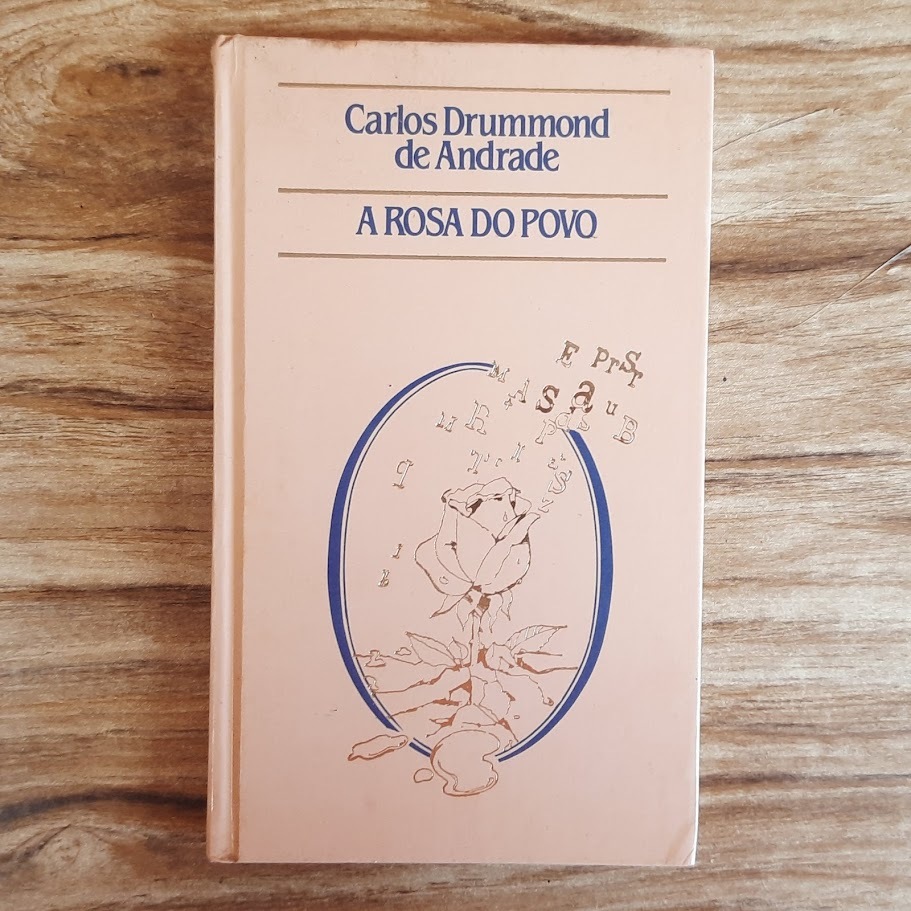 Carlos Drummond
de Andrade
A ROSA DO POVO
E P r S r
M A S a u B
u R P a
T r I S
q z